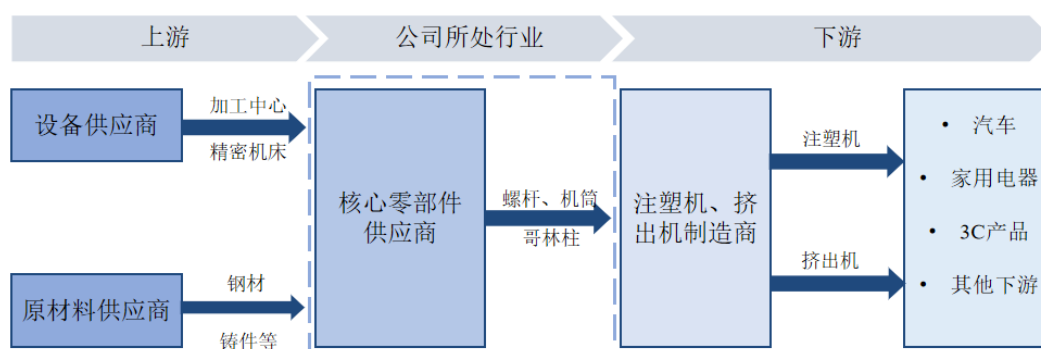 上游
公司所处行业
下游
设备供应商
加工中心
精密机床
原材料供应商
钢材
铸件等
核心零部件
供应商
螺杆、机筒
哥林柱
注塑机、挤
出机制造商
注塑机
挤出机
• 汽车
• 家用电器
• 3C产品
• 其他下游